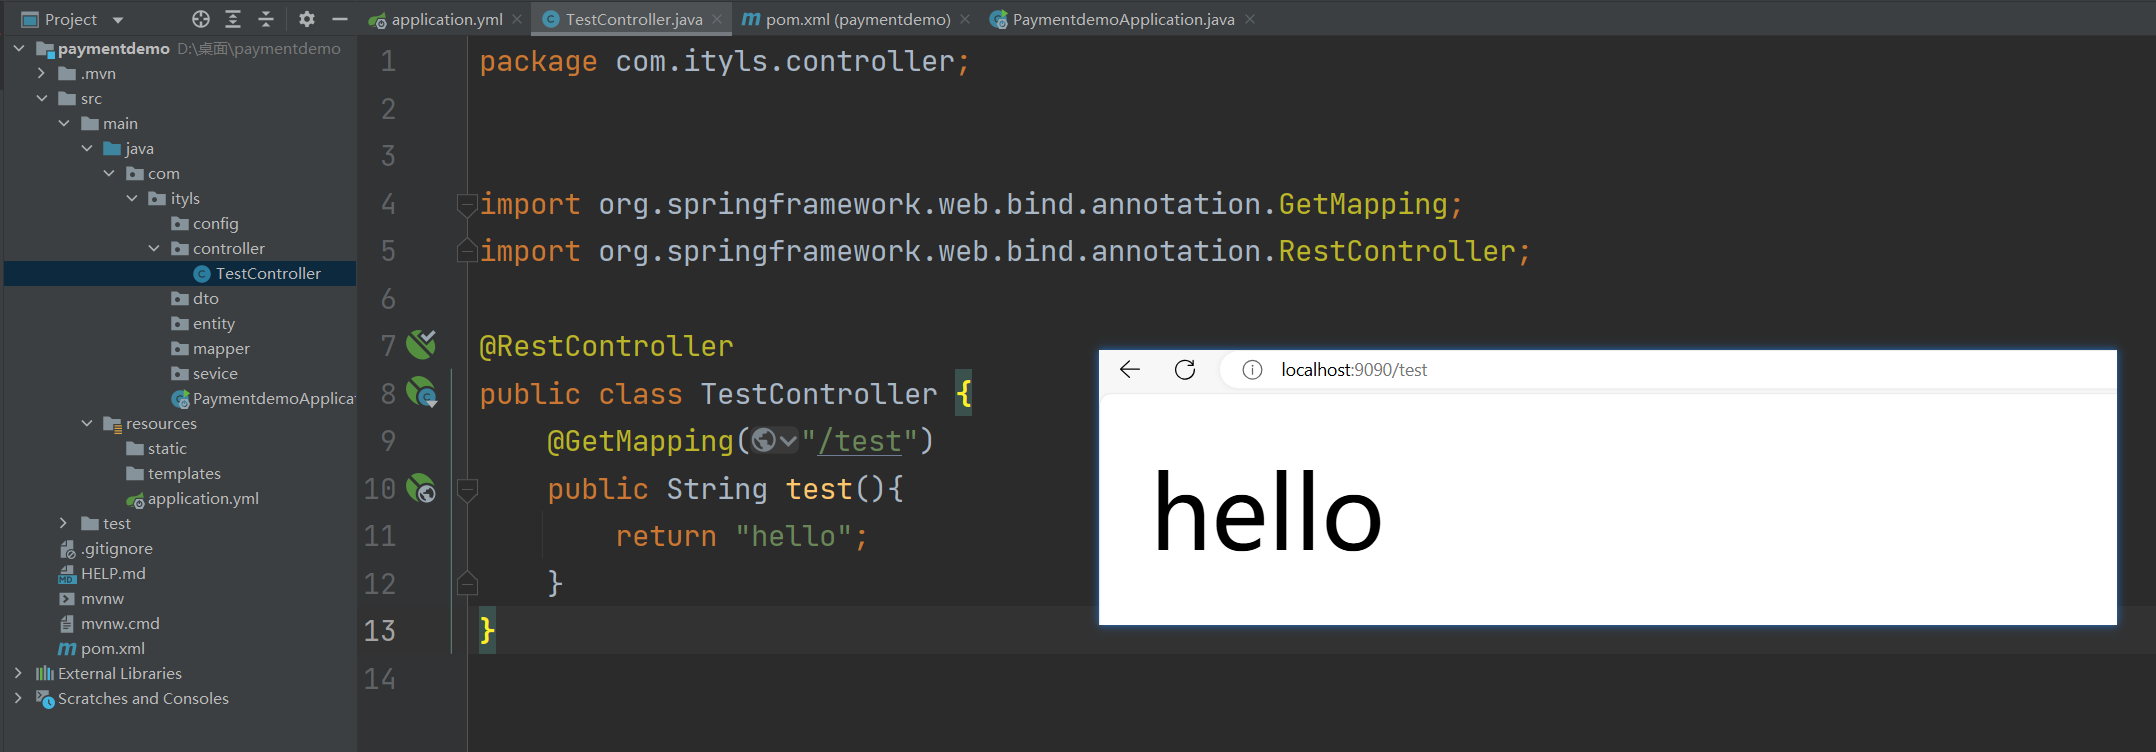 Project
application.yml
TestController.java
pom.xml (paymentdemo)
PaymentdemoApplication.java
paymentdemo D:\桌面\paymentdemo
.mvn
src
main
java
com
ityls
config
controller
TestController
dto
entity
mapper
sevice
PaymentdemoApplicat
resources
static
templates
application.yml
test
.gitignore
HELP.md
mvnw
mvnw.cmd
pom.xml
External Libraries
Scratches and Consoles
1 package com.ityls.controller;
2
3
4 import org.springframework.web.bind.annotation.GetMapping;
5 import org.springframework.web.bind.annotation.RestController;
6
7 @RestController
8 public class TestController {
9 @GetMapping("/test")
10 public String test(){
11 return "hello";
12 }
13 }
14
localhost:9090/test
hello